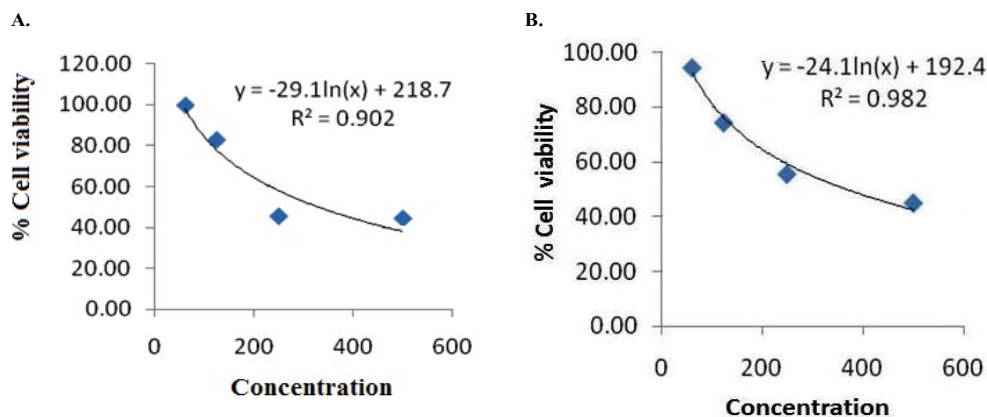 A.
120.00
100.00
80.00
60.00
40.00
20.00
0.00
% Cell viability
y = -29.1ln(x) + 218.7
R² = 0.902
0 200 400 600
Concentration
B.
100.00
80.00
60.00
40.00
20.00
0.00
% Cell viability
y = -24.1ln(x) + 192.4
R² = 0.982
0 200 400 600
Concentration